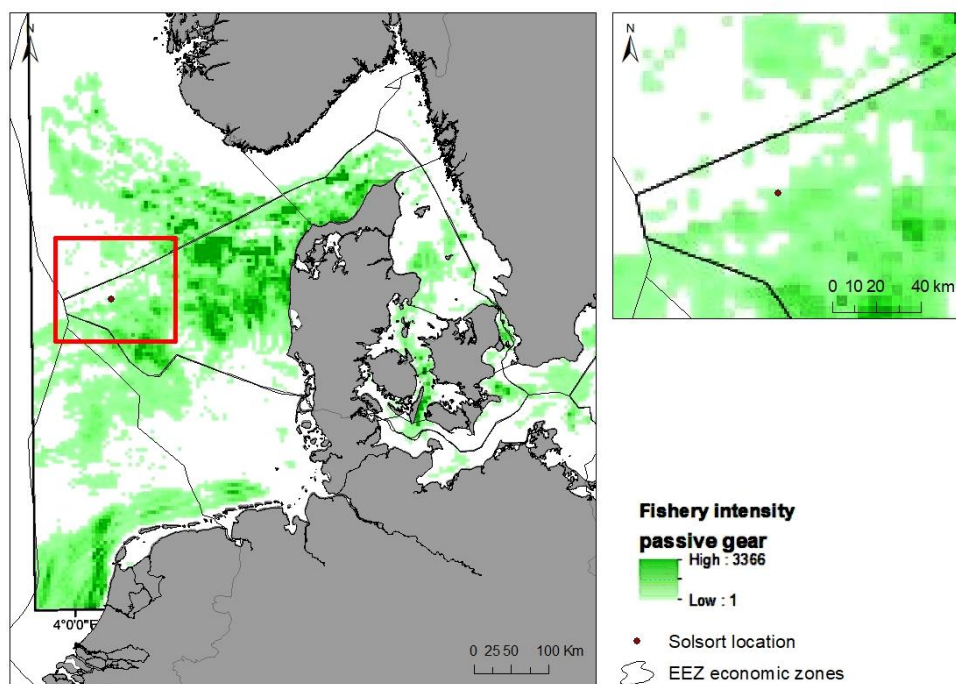 N
4°0'0"E
0 25 50 100 Km
N
0 10 20 40 km
Fishery intensity
passive gear
High : 3366
Low : 1
Solsort location
EEZ economic zones